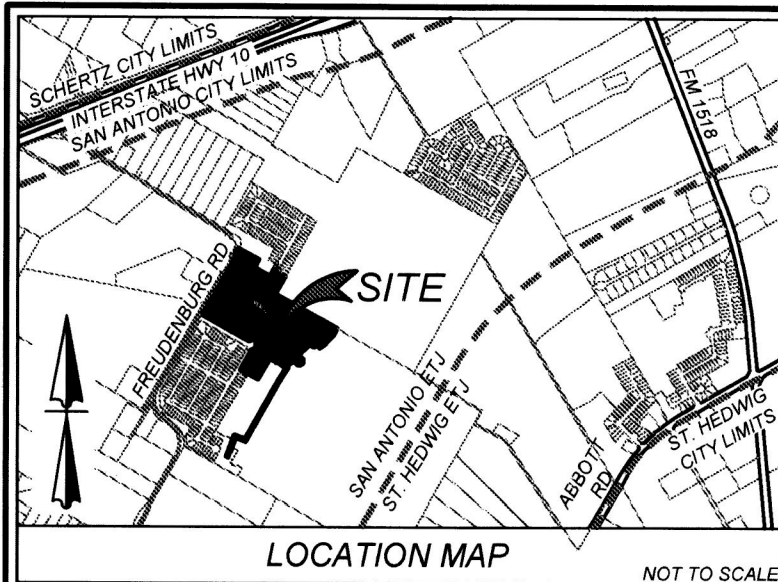 SCHERTZ CITY LIMITS
INTERSTATE HWY 10
SAN ANTONIO CITY LIMITS
FM 1518
FREUDENBURG RD
SITE
SAN ANTONIO ETJ
ST. HEDWIG ETJ
ABBOTT
RD
ST. HEDWIG
CITY LIMITS
LOCATION MAP
NOT TO SCALE